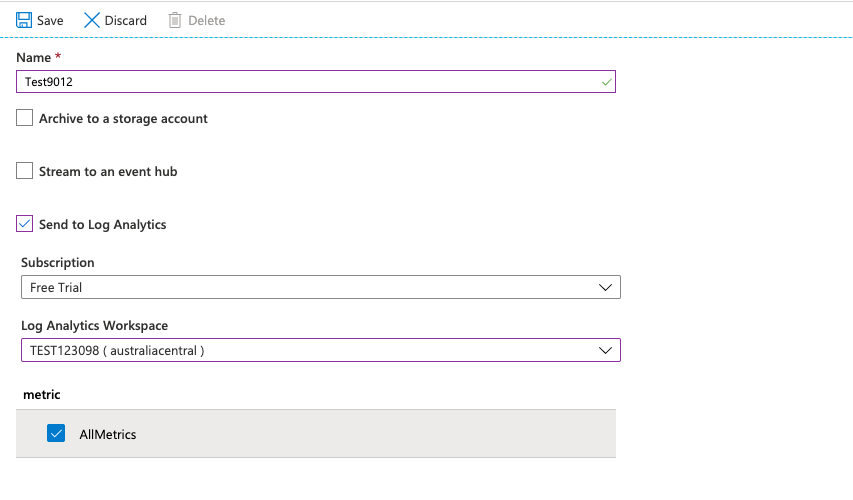 Save Discard Delete
Name *
Test9012
Archive to a storage account
Stream to an event hub
Send to Log Analytics
Subscription
Free Trial
Log Analytics Workspace
TEST123098 ( australiacentral )
metric
AllMetrics